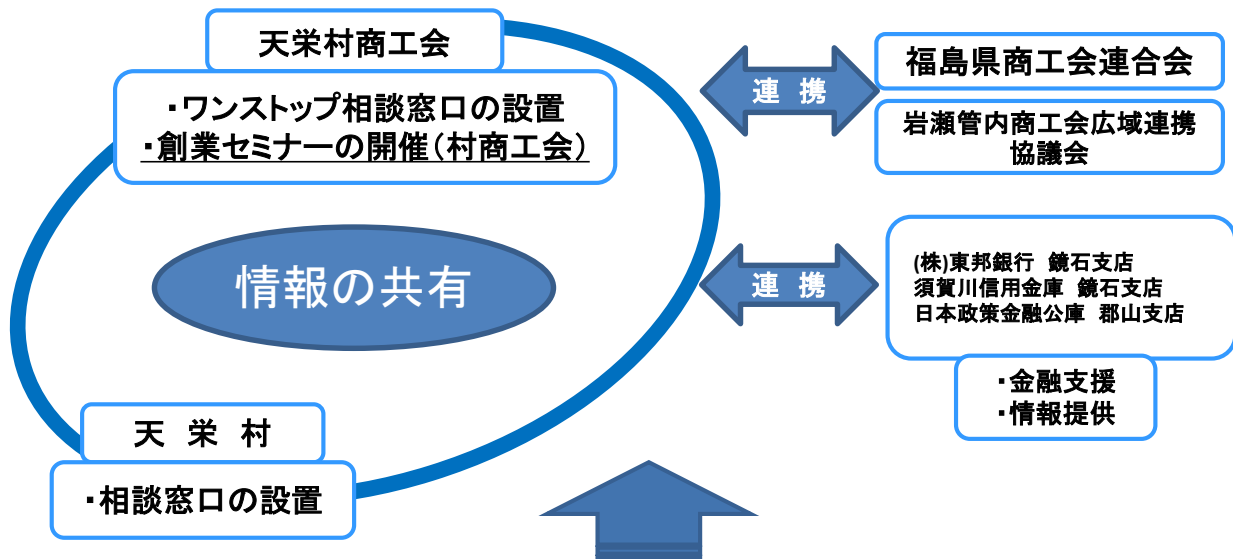 天栄村商工会
・ワンストップ相談窓口の設置
・創業セミナーの開催（村商工会）
情報の共有
天 栄 村
・相談窓口の設置
連 携
福島県商工会連合会
岩瀬管内商工会広域連携
協議会
連 携
(株)東邦銀行 鏡石支店
須賀川信用金庫 鏡石支店
日本政策金融公庫 郡山支店
・金融支援
・情報提供